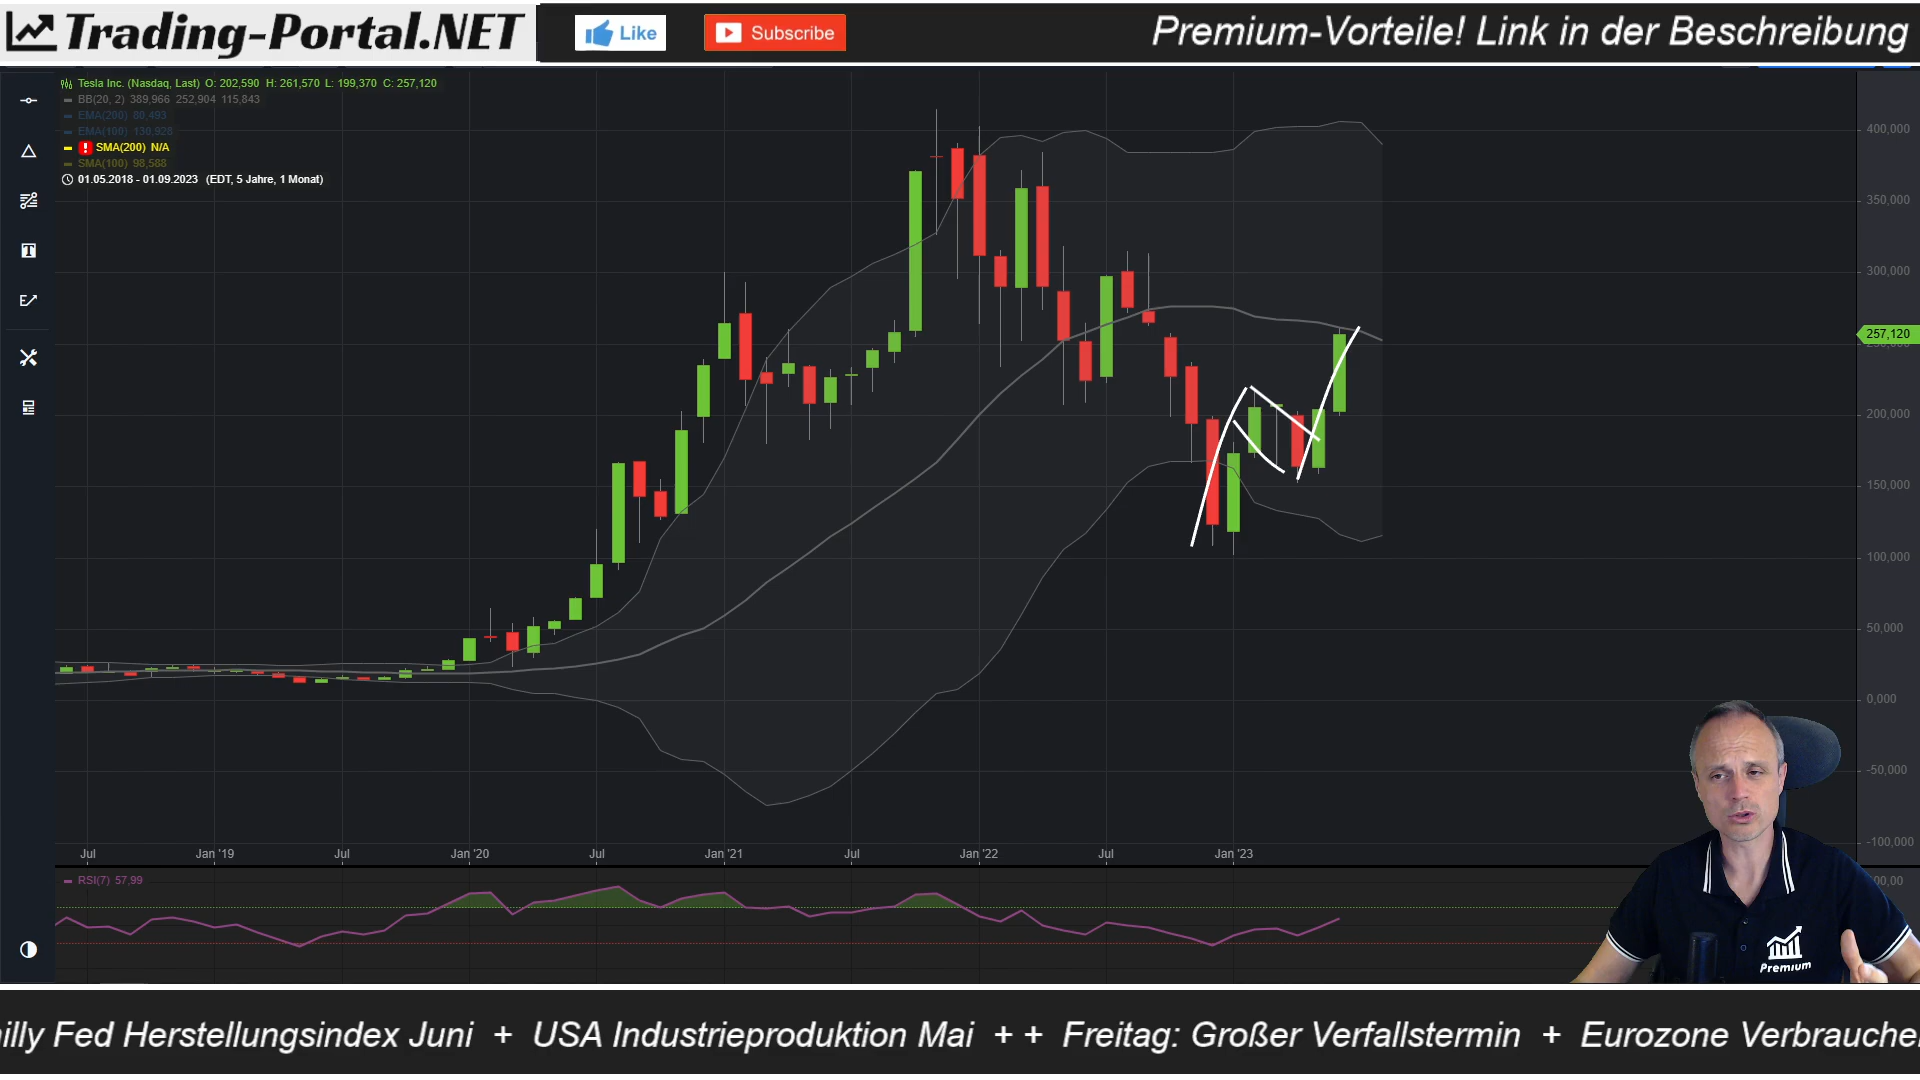 Trading-Portal.NET
Like
Subscribe
Premium-Vorteile! Link in der Beschreibung
Tesla Inc. (Nasdaq, Last) O: 202,590 H: 261,570 L: 199,370 C: 257,120
BB(20, 2) 389,966 252,904 115,843
EMA(200) 80,493
EMA(100) 130,928
SMA(200) N/A
SMA(100) 98,588
01.05.2018 - 01.09.2023 (EDT, 5 Jahre, 1 Monat)
400,000
350,000
300,000
257,120
200,000
150,000
100,000
50,000
0,000
-50,000
-100,000
Jul
Jan '19
Jul
Jan '20
Jul
Jan '21
Jul
Jan '22
Jul
Jan '23
RSI(7) 57,99
Premium
illy Fed Herstellungsindex Juni + USA Industrieproduktion Mai + + Freitag: Großer Verfallstermin + Eurozone Verbrauche